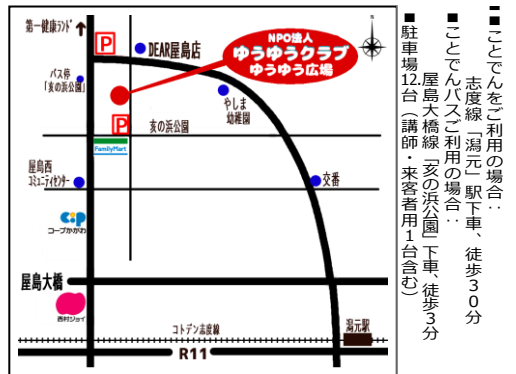 第一健康ランド
P
DEAR屋島店
NPO法人
ゆうゆうクラブ
ゆうゆう広場
バス停
「亥の浜公園」
やしま
幼稚園
P
亥の浜公園
FamilyMart
屋島西
コミュニティセンター
交番
コープかがわ
屋島大橋
西村ジョイ
コトデン志度線
潟元駅
R11
■■ことでんをご利用の場合：
志度線「潟元」駅下車、徒歩３０分
■ことでんバスご利用の場合：
屋島大橋線「亥の浜公園」下車、徒歩３分
■駐車場12台（講師・来客者用１台含む）